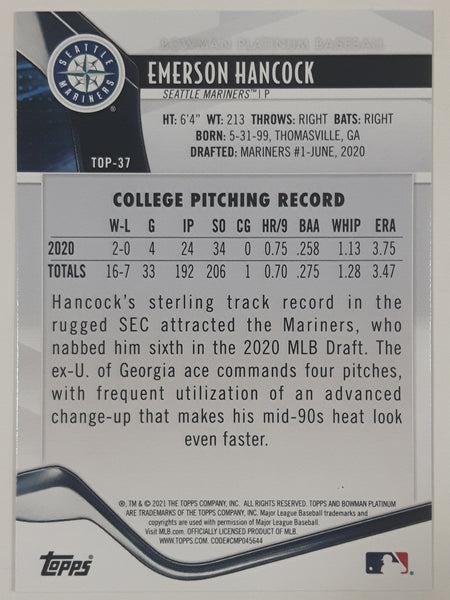 BOWMAN PLATINUM BASEBALL
SEATTLE MARINERS ®
EMERSON HANCOCK
SEATTLE MARINERS™ | P
HT: 6'4" WT: 213 THROWS: RIGHT BATS: RIGHT
BORN: 5-31-99, THOMASVILLE, GA
DRAFTED: MARINERS #1-JUNE, 2020
TOP-37
COLLEGE PITCHING RECORD
W-L G IP SO CG HR/9 BAA WHIP ERA
2020 2-0 4 24 34 0 0.75 .258 1.13 3.75
TOTALS 16-7 33 192 206 1 0.70 .275 1.28 3.47
Hancock's sterling track record in the
rugged SEC attracted the Mariners, who
nabbed him sixth in the 2020 MLB Draft. The
ex-U. of Georgia ace commands four pitches,
with frequent utilization of an advanced
change-up that makes his mid-90s heat look
even faster.
®, TM & © 2021 THE TOPPS COMPANY, INC. ALL RIGHTS RESERVED. TOPPS AND BOWMAN PLATINUM
ARE TRADEMARKS OF THE TOPPS COMPANY, INC. Major League Baseball trademarks and
copyrights are used with permission of Major League Baseball.
Visit MLB.com. OFFICIALLY LICENSED PRODUCT OF MLB.
WWW.TOPPS.COM. CODE#CMP045644
TOPPS